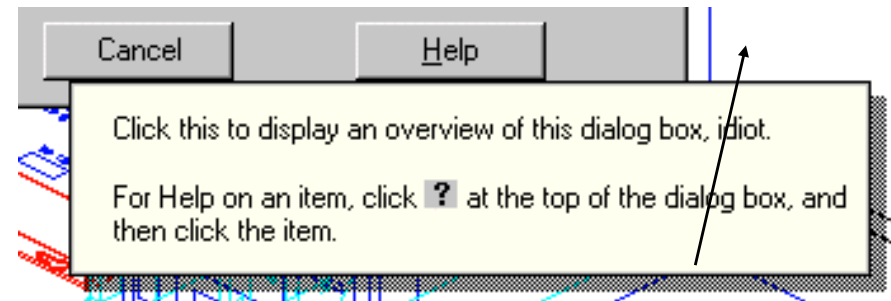 Cancel Help
Click this to display an overview of this dialog box, idiot.
For Help on an item, click ? at the top of the dialog box, and
then click the item.